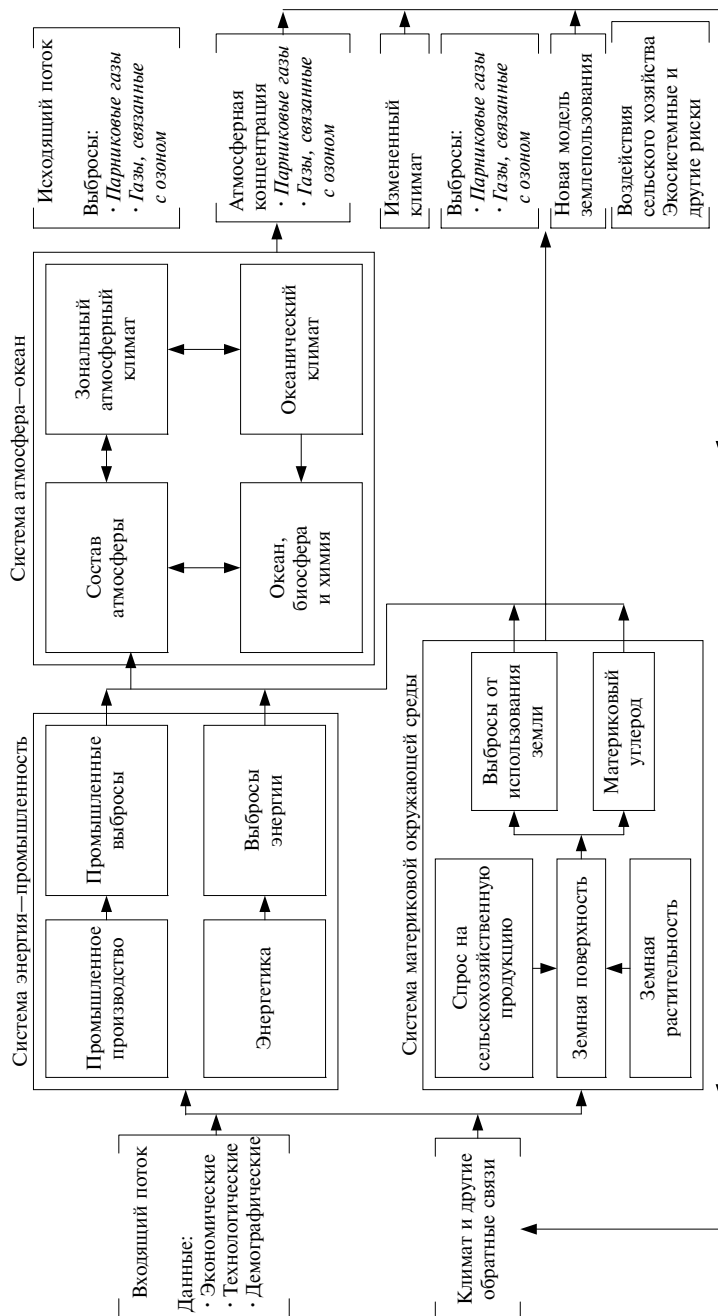 Входящий поток
Данные:
· Экономические
· Технологические
· Демографические
Климат и другие
обратные связи
Система энергия—промышленность
Промышленное
производство
Промышленные
выбросы
Энергетика
Выбросы
энергии
Система материковой окружающей среды
Спрос на
сельскохозяйственную
продукцию
Земная поверхность
Земная
растительность
Выбросы от
использования
земли
Материковый
углерод
Система атмосфера—океан
Состав
атмосферы
Зональный
атмосферный
климат
Океан,
биосфера
и химия
Океанический
климат
Исходящий поток
Выбросы:
· Парниковые газы
· Газы, связанные
с озоном
Атмосферная
концентрация
· Парниковые газы
· Газы, связанные
с озоном
Измененный
климат
Выбросы:
· Парниковые газы
· Газы, связанные
с озоном
Новая модель
землепользования
Воздействия
сельского хозяйства
Экосистемные и
другие риски